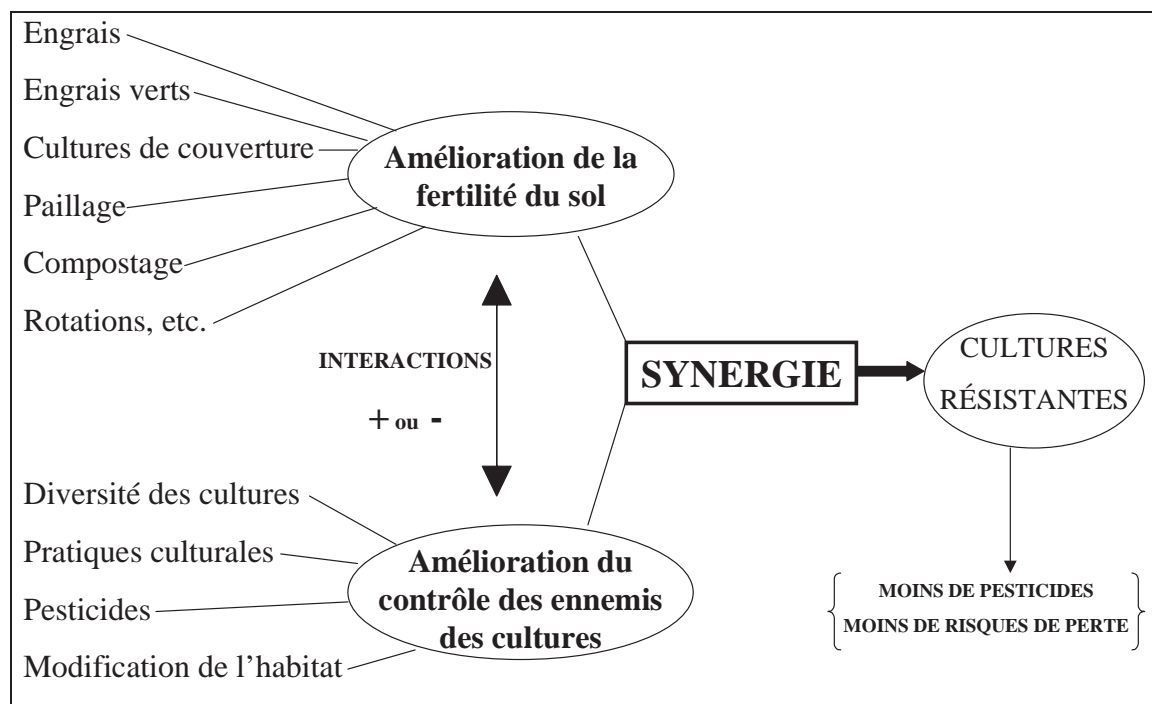 Engrais
Engrais verts
Cultures de couverture
Paillage
Compostage
Rotations, etc.
Amélioration de la
fertilité du sol
INTERACTIONS
+ ou -
SYNERGIE
CULTURES
RÉSISTANTES
Diversité des cultures
Pratiques culturales
Pesticides
Modification de l’habitat
Amélioration du
contrôle des ennemis
des cultures
MOINS DE PESTICIDES
MOINS DE RISQUES DE PERTE